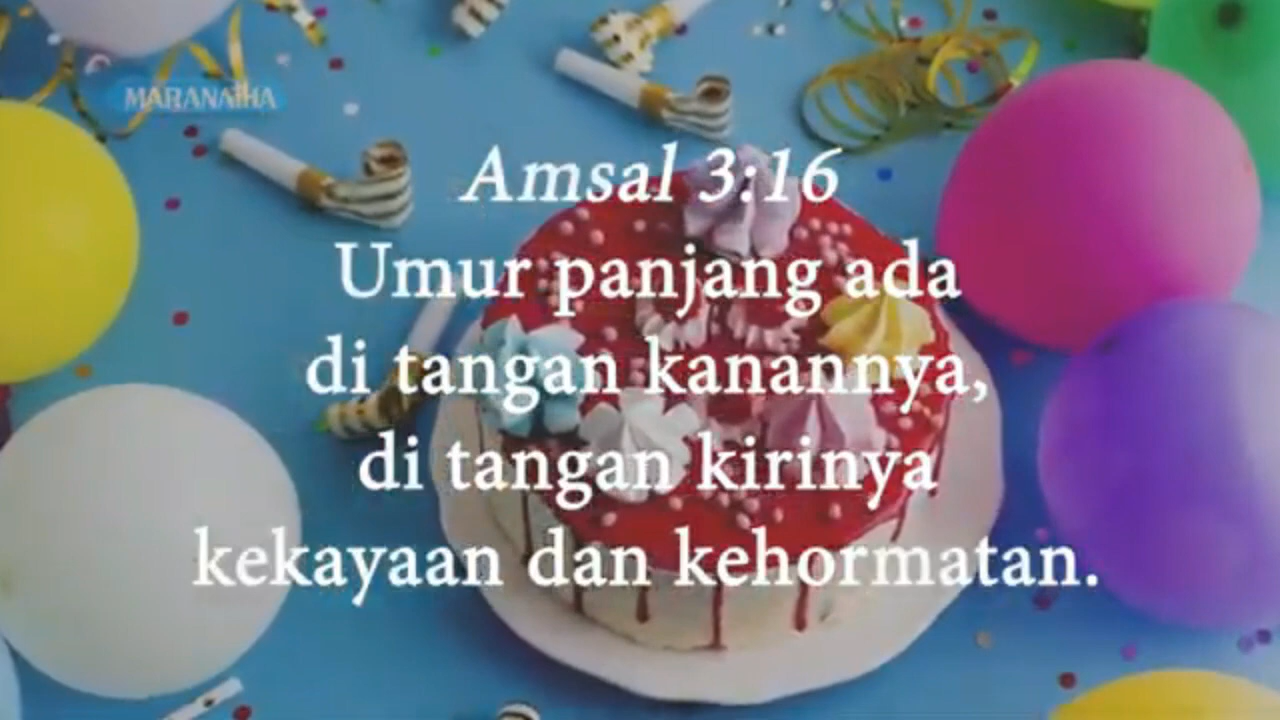 MARANATHA
Amsal 3:16
Umur panjang ada
di tangan kanannya,
di tangan kirinya
kekayaan dan kehormatan.